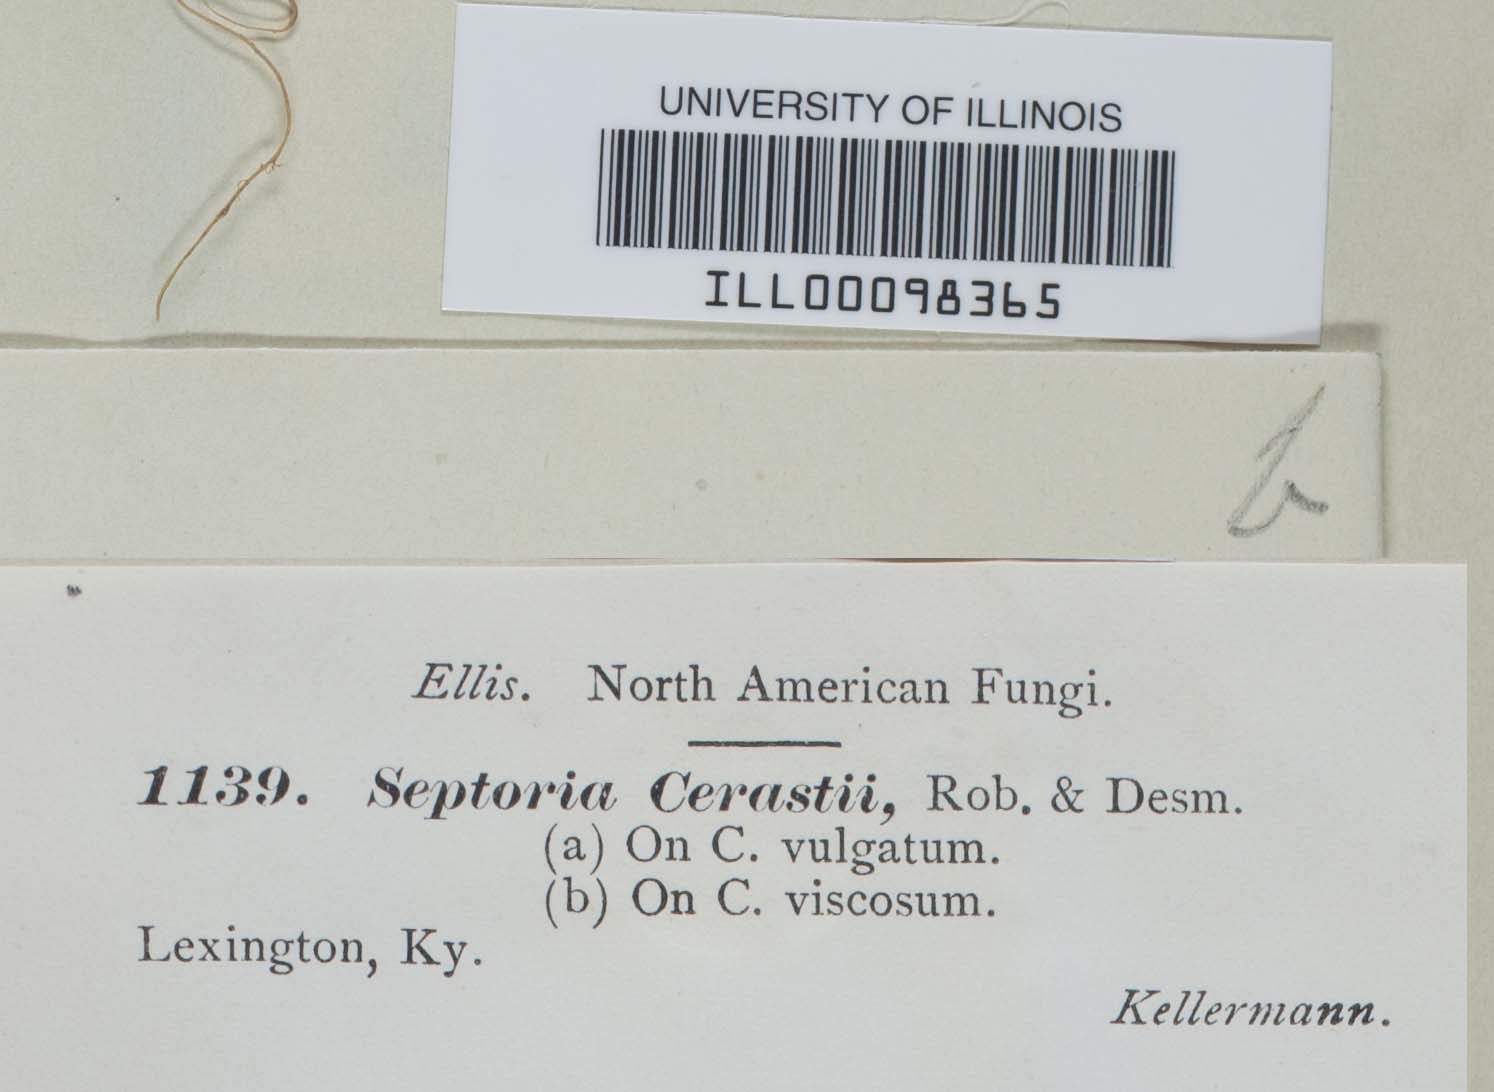 UNIVERSITY OF ILLINOIS
ILL00098365
b
Ellis. North American Fungi.
1139. Septoria Cerastii, Rob. & Desm.
(a) On C. vulgatum.
(b) On C. viscosum.
Lexington, Ky.
Kellermann.